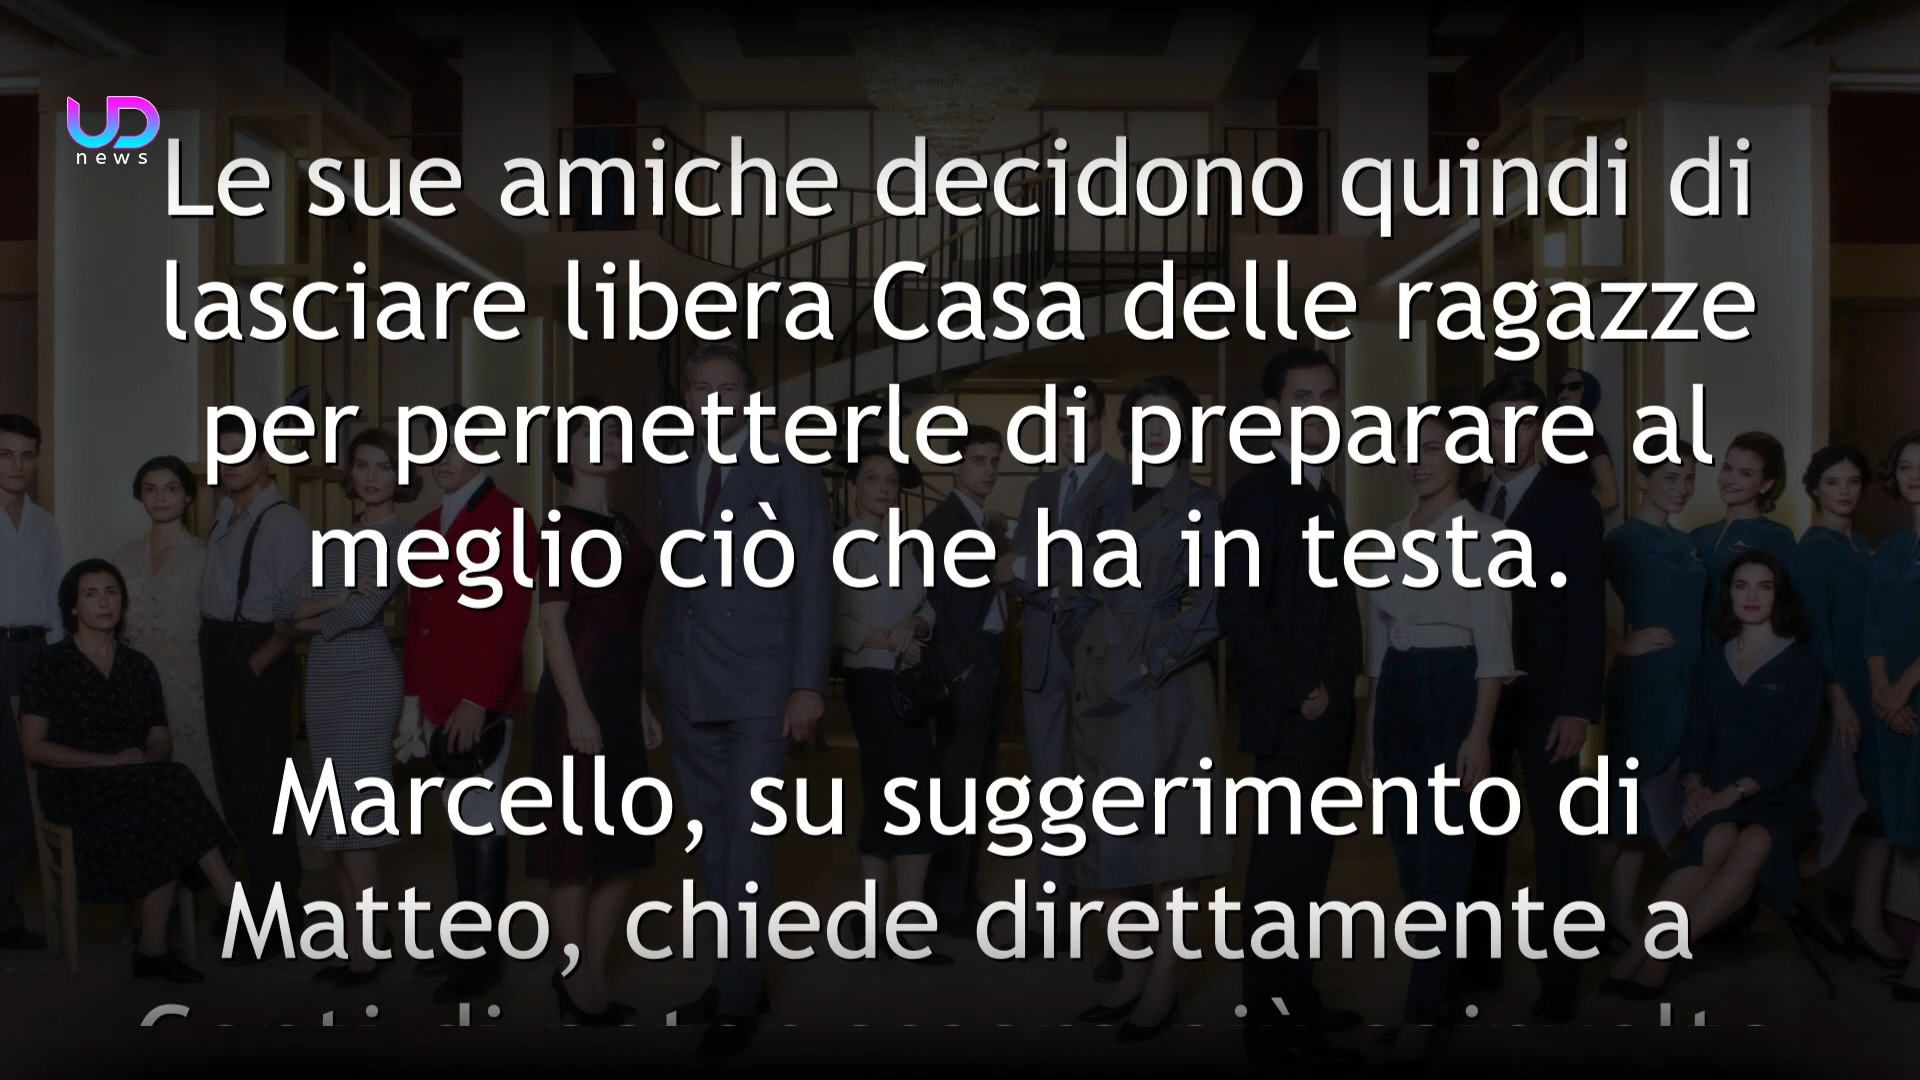 UD
news
Le sue amiche decidono quindi di
lasciare libera Casa delle ragazze
per permetterle di preparare al
meglio ciò che ha in testa.
Marcello, su suggerimento di
Matteo, chiede direttamente a